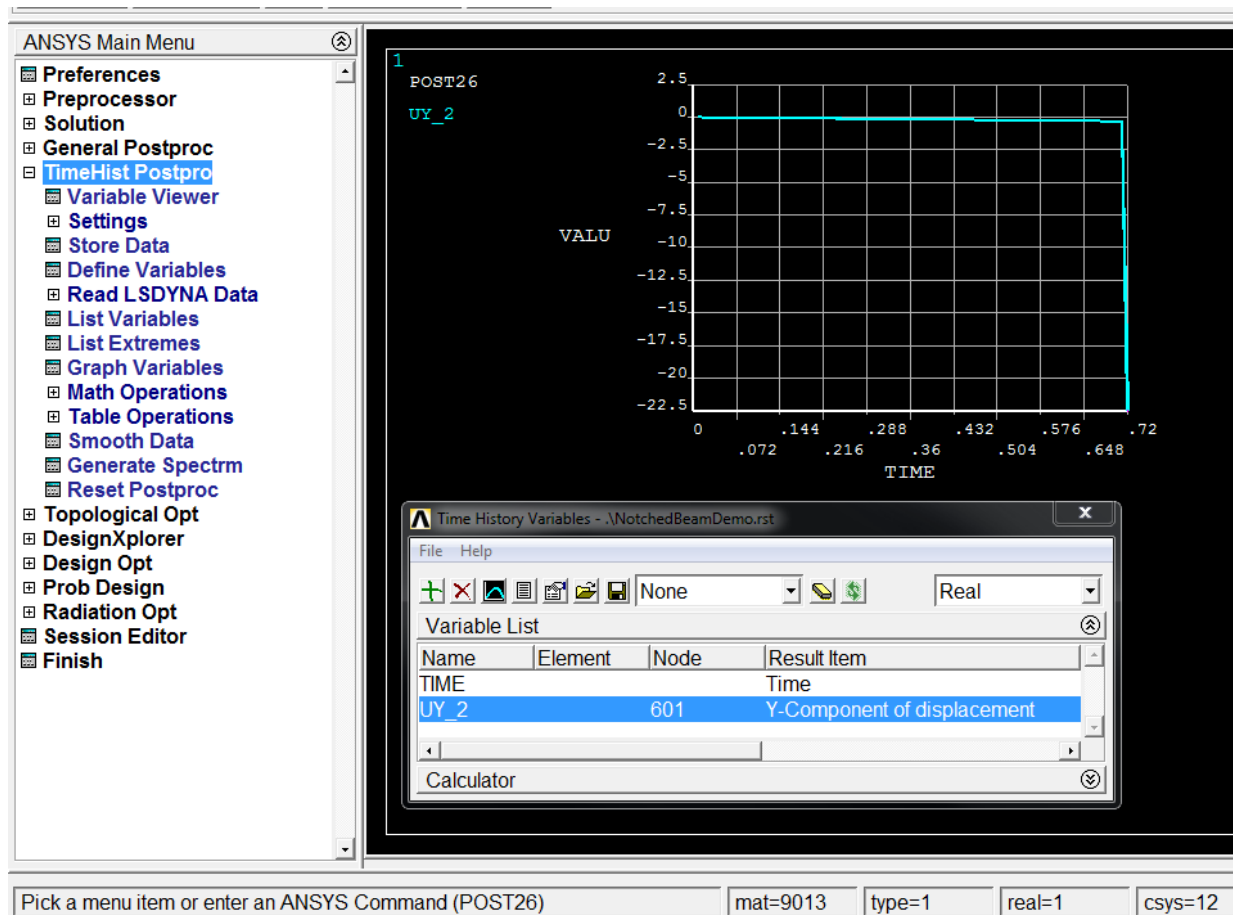 ANSYS Main Menu
Preferences
Preprocessor
Solution
General Postproc
TimeHist Postpro
Variable Viewer
Settings
Store Data
Define Variables
Read LSDYNA Data
List Variables
List Extremes
Graph Variables
Math Operations
Table Operations
Smooth Data
Generate Spectrm
Reset Postproc
Topological Opt
DesignXplorer
Design Opt
Prob Design
Radiation Opt
Session Editor
Finish
1
POST26
UY_2
VALU
2.5
0
-2.5
-5
-7.5
-10
-12.5
-15
-17.5
-20
-22.5
0 .144 .288 .432 .576 .72
.072 .216 .36 .504 .648
TIME
Time History Variables - .\NotchedBeamDemo.rst
File Help
None Real
Variable List
Name Element Node Result Item
TIME Time
UY_2 601 Y-Component of displacement
Calculator
Pick a menu item or enter an ANSYS Command (POST26) mat=9013 type=1 real=1 csys=12